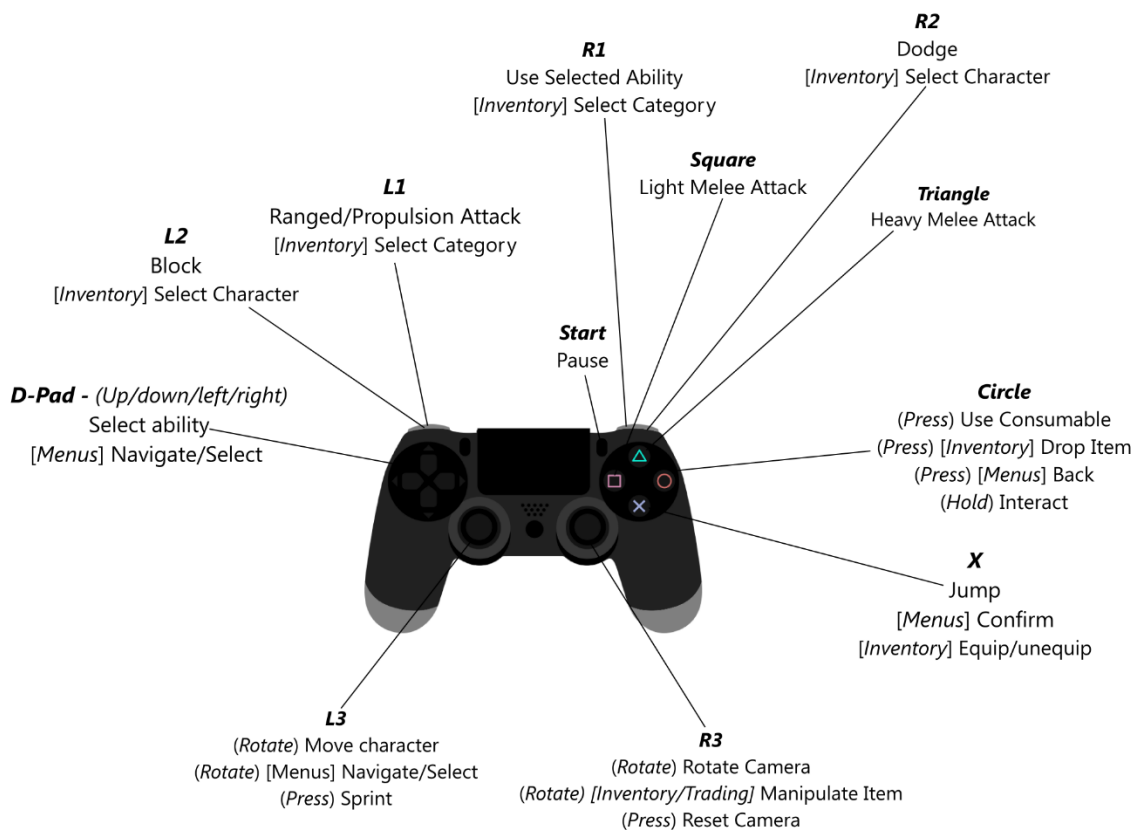 R1
Use Selected Ability
[Inventory] Select Category
R2
Dodge
[Inventory] Select Character
Square
Light Melee Attack
L1
Ranged/Propulsion Attack
[Inventory] Select Category
Triangle
Heavy Melee Attack
L2
Block
[Inventory] Select Character
Start
Pause
D-Pad - (Up/down/left/right)
Select ability
[Menus] Navigate/Select
Circle
(Press) Use Consumable
(Press) [Inventory] Drop Item
(Press) [Menus] Back
(Hold) Interact
X
Jump
[Menus] Confirm
[Inventory] Equip/unequip
L3
(Rotate) Move character
(Rotate) [Menus] Navigate/Select
(Press) Sprint
R3
(Rotate) Rotate Camera
(Rotate) [Inventory/Trading] Manipulate Item
(Press) Reset Camera